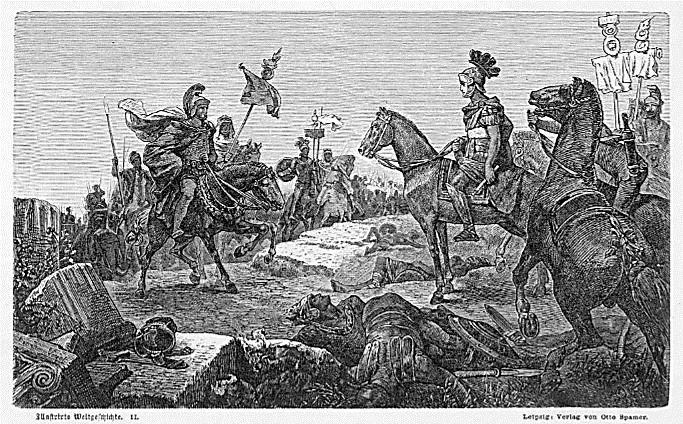 Illustrirte Weltgeschichte. II.
Leipzig: Verlag von Otto Spamer.